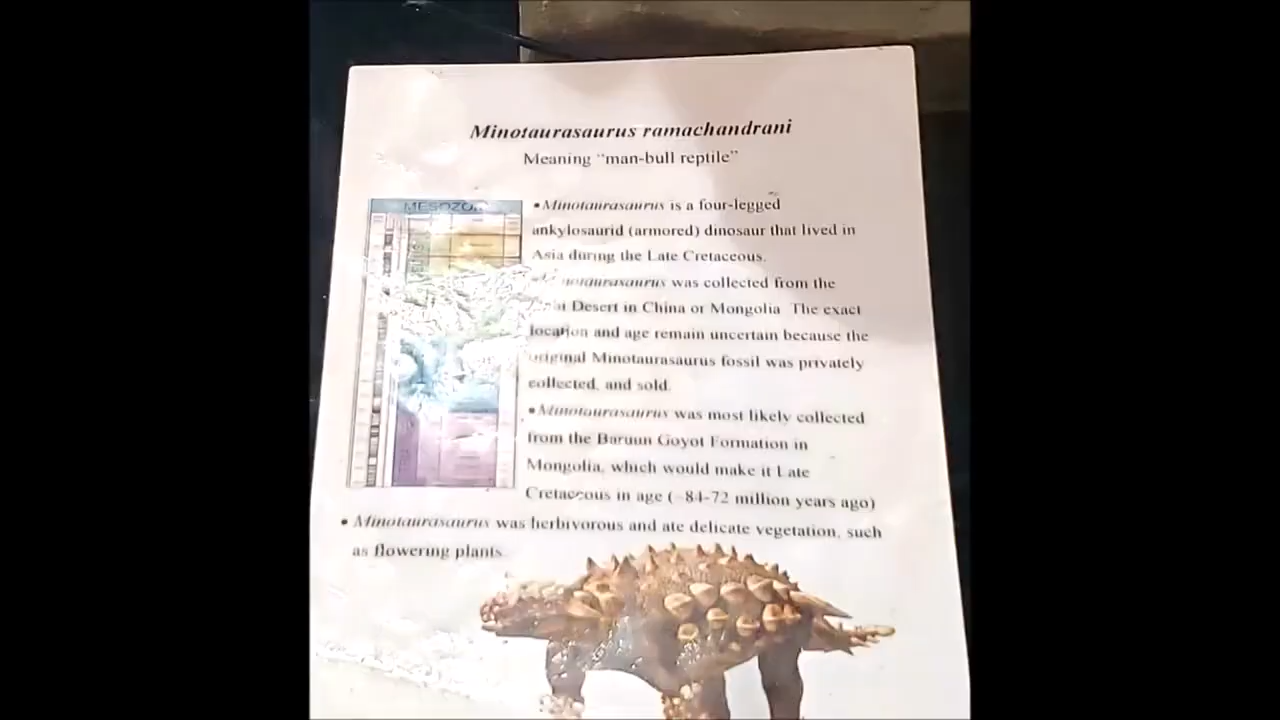 Minotaurasaurus ramachandrani
Meaning "man-bull reptile"
MESOZO
•Minotaurasaurus is a four-legged
ankylosaurid (armored) dinosaur that lived in
Asia during the Late Cretaceous.
Minotaurasaurus was collected from the
Desert in China or Mongolia The exact
location and age remain uncertain because the
original Minotaurasaurus fossil was privately
collected, and sold.
•Minotaurasaurus was most likely collected
from the Baruun Goyot Formation in
Mongolia, which would make it Late
Cretaceous in age (~84-72 million years ago)
• Minotaurasaurus was herbivorous and ate delicate vegetation, such
as flowering plants.